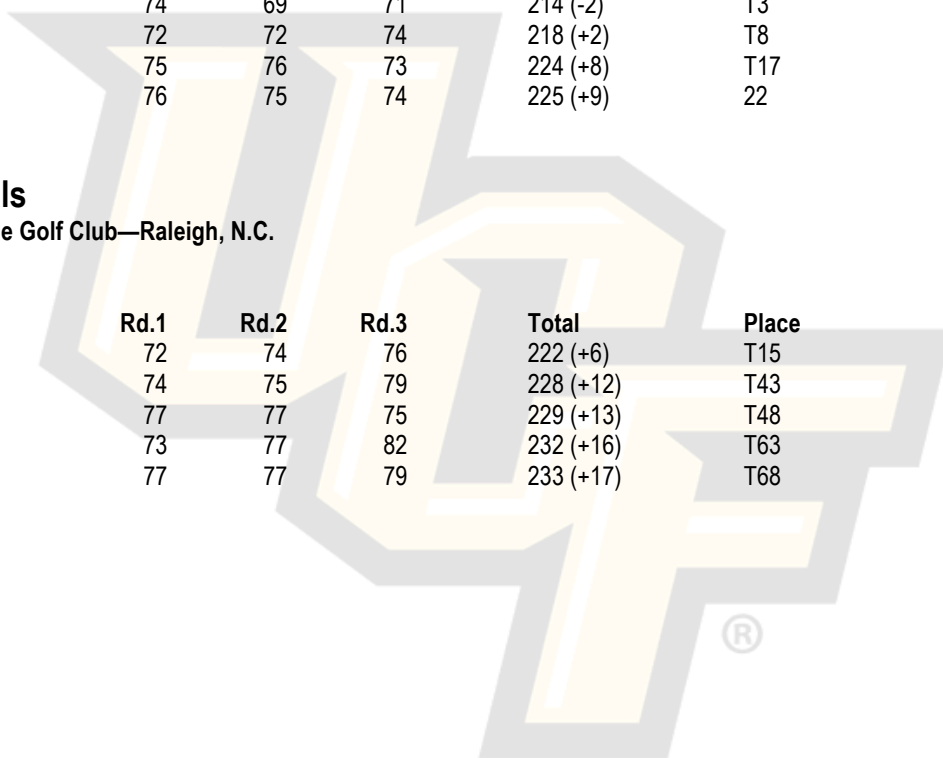 74 69 71 214 (-2) T3
72 72 74 218 (+2) T8
75 76 73 224 (+8) T17
76 75 74 225 (+9) 22
ls
e Golf Club—Raleigh, N.C.
Rd.1 Rd.2 Rd.3 Total Place
72 74 76 222 (+6) T15
74 75 79 228 (+12) T43
77 77 75 229 (+13) T48
73 77 82 232 (+16) T63
77 77 79 233 (+17) T68
UCF
®